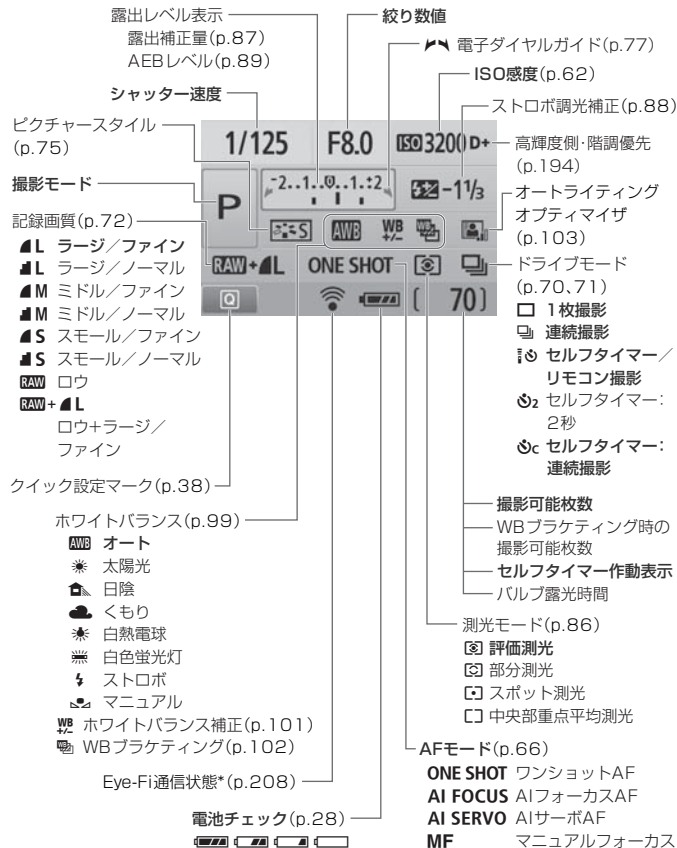 露出レベル表示
露出補正量(p.87)
AEBレベル(p.89)
シャッター速度
ピクチャースタイル
(p.75)
撮影モード
記録画質(p.72)
L ラージ／ファイン
L ラージ／ノーマル
M ミドル／ファイン
M ミドル／ノーマル
S スモール／ファイン
S スモール／ノーマル
RAW ロウ
RAW+L
ロウ+ラージ／
ファイン
クイック設定マーク(p.38)
ホワイトバランス(p.99)
AWB オート
太陽光
日陰
くもり
白熱電球
白色蛍光灯
ストロボ
マニュアル
WB+/- ホワイトバランス補正(p.101)
WBブラケティング(p.102)
Eye-Fi通信状態*(p.208)
電池チェック(p.28)
絞り数値
電子ダイヤルガイド(p.77)
ISO感度(p.62)
ストロボ調光補正(p.88)
高輝度側･階調優先
(p.194)
オートライティング
オプティマイザ
(p.103)
ドライブモード
(p.70、71)
1枚撮影
連続撮影
セルフタイマー／
リモコン撮影
2 セルフタイマー：
2秒
C セルフタイマー：
連続撮影
撮影可能枚数
WBブラケティング時の
撮影可能枚数
セルフタイマー作動表示
バルブ露光時間
測光モード(p.86)
評価測光
部分測光
スポット測光
中央部重点平均測光
AFモード(p.66)
ONE SHOT ワンショットAF
AI FOCUS AIフォーカスAF
AI SERVO AIサーボAF
MF マニュアルフォーカス
1/125 F8.0 ISO 3200 D+
P -2..1..0..1..+2 -1 1/3
S AWB WB+/-
RAW+L ONE SHOT
Q [ 70]